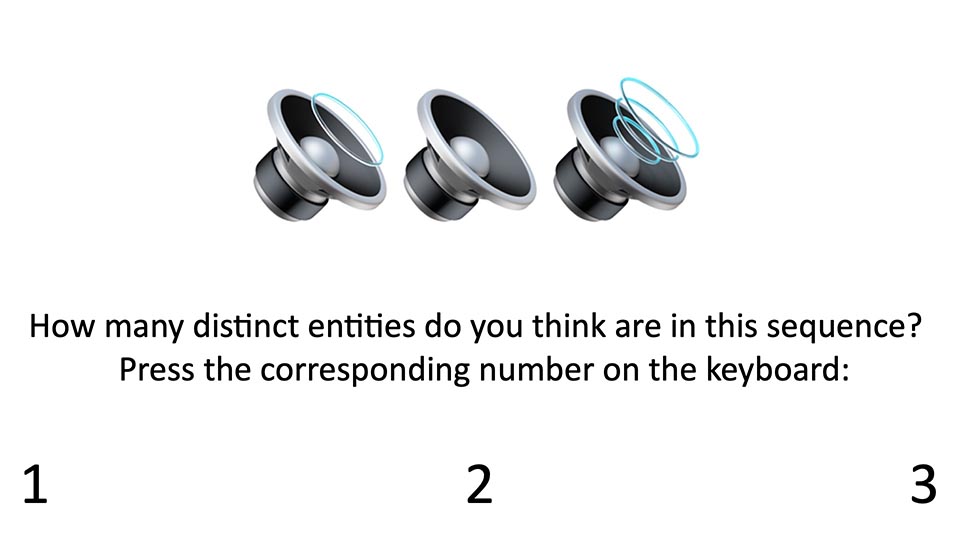 How many distinct entities do you think are in this sequence?
Press the corresponding number on the keyboard:
1 2 3